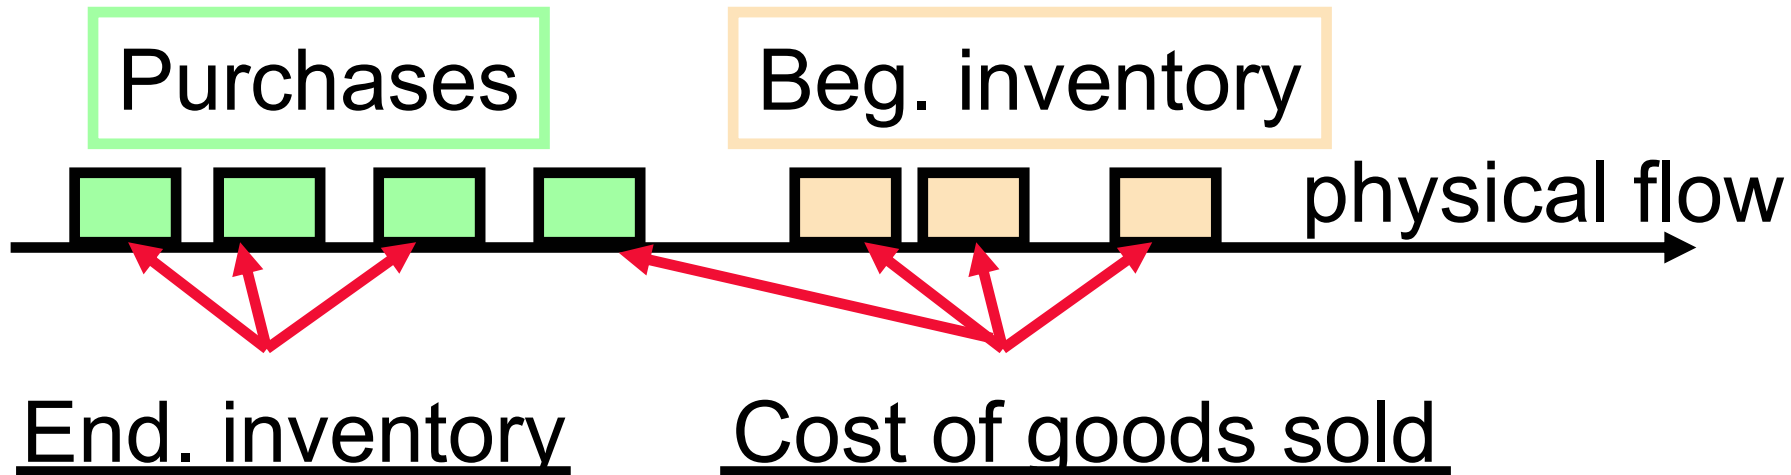 Purchases
Beg. inventory
physical flow
End. inventory
Cost of goods sold